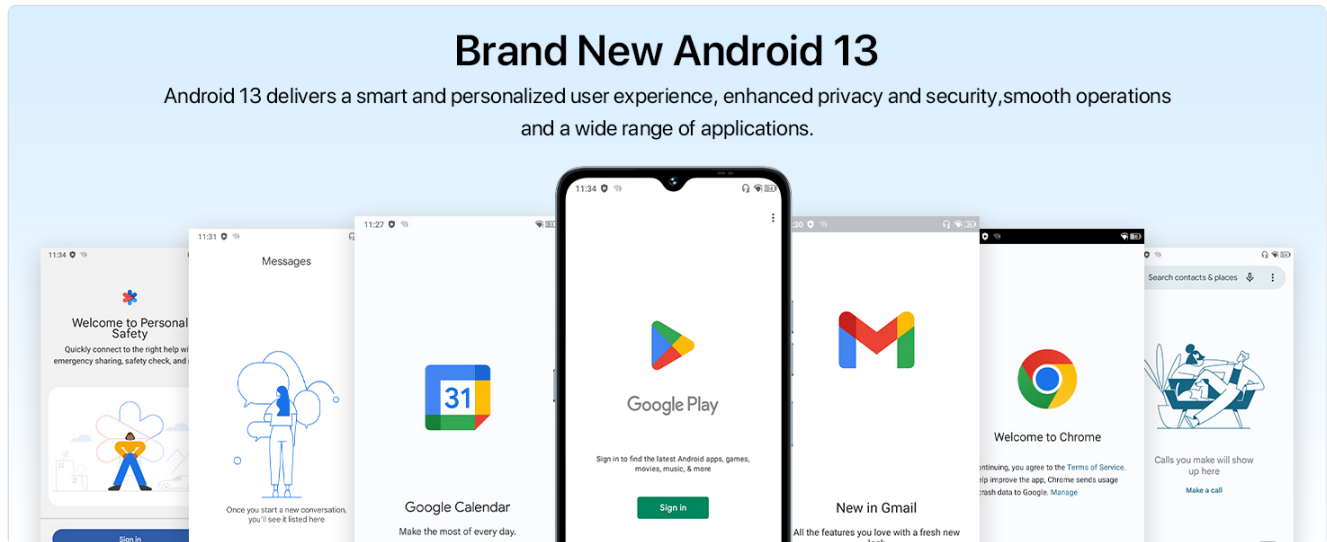 Brand New Android 13
Android 13 delivers a smart and personalized user experience, enhanced privacy and security,smooth operations
and a wide range of applications.
11:34
Welcome to Personal
Safety
Quickly connect to the right help
emergency sharing, safety check, and
Sign in
11:31
Messages
Once you start a new conversation,
you'll see it listed here
11:27
31
Google Calendar
Make the most of every day.
11:34
Google Play
Sign in to find the latest Android apps, games,
movies, music, & more
Sign in
:30
New in Gmail
All the features you love with a fresh new
Welcome to Chrome
you agree to the Terms of Service.
improve the app, Chrome sends usage
data to Google. Manage
Search contacts & places
Calls you make will show
up here
Make a call